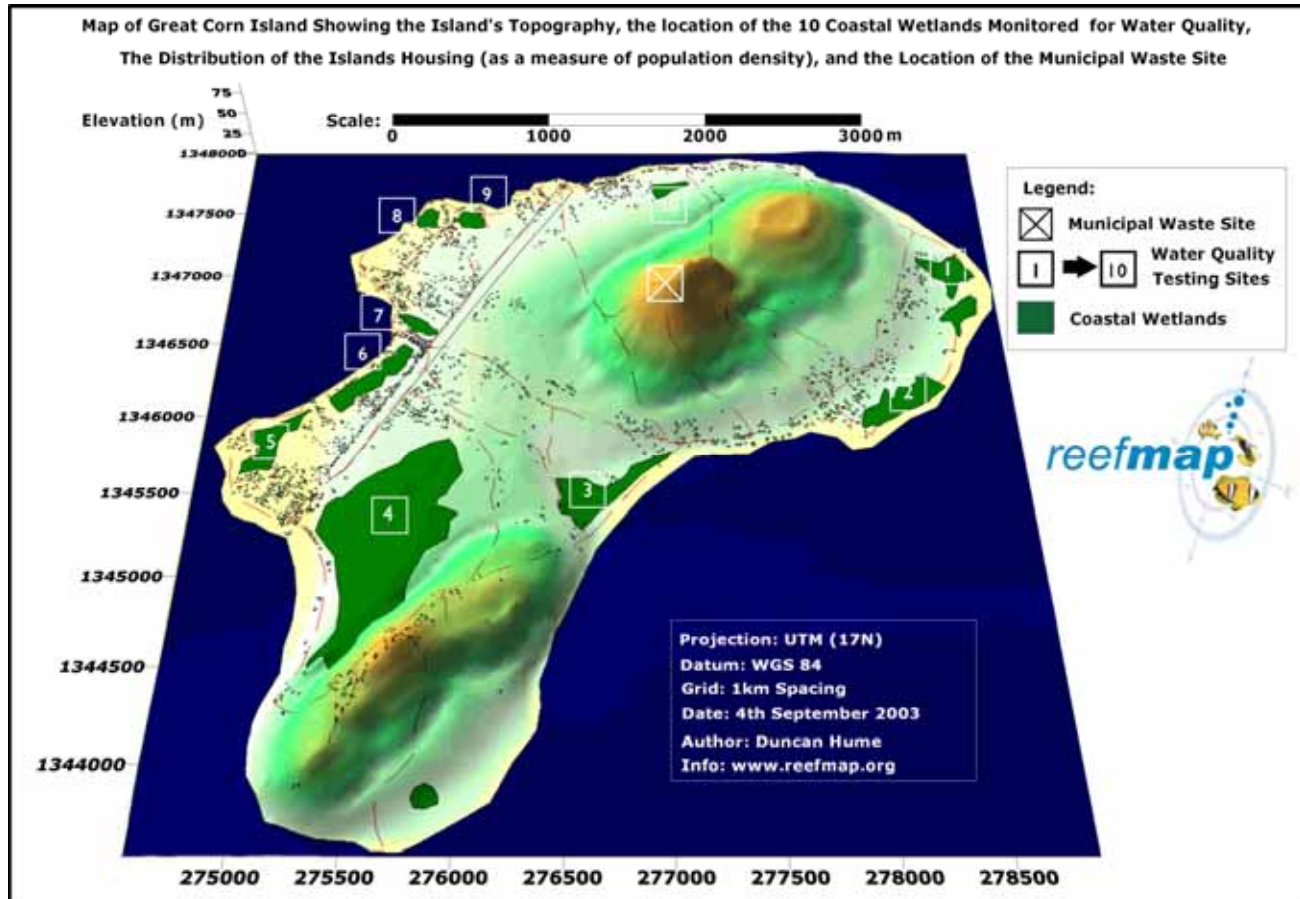 Map of Great Corn Island Showing the Island's Topography, the location of the 10 Coastal Wetlands Monitored for Water Quality,
The Distribution of the Islands Housing (as a measure of population density), and the Location of the Municipal Waste Site
75
50
25
Elevation (m)
Scale:
0
1000
2000
3000 m
1348000
1347500
1347000
1346500
1346000
1345500
1345000
1344500
1344000
8
9
10
1
7
6
2
5
3
4
Legend:
Municipal Waste Site
1
10
Water Quality
Testing Sites
Coastal Wetlands
reefmap
Projection: UTM (17N)
Datum: WGS 84
Grid: 1km Spacing
Date: 4th September 2003
Author: Duncan Hume
Info: www.reefmap.org
275000
275500
276000
276500
277000
277500
278000
278500